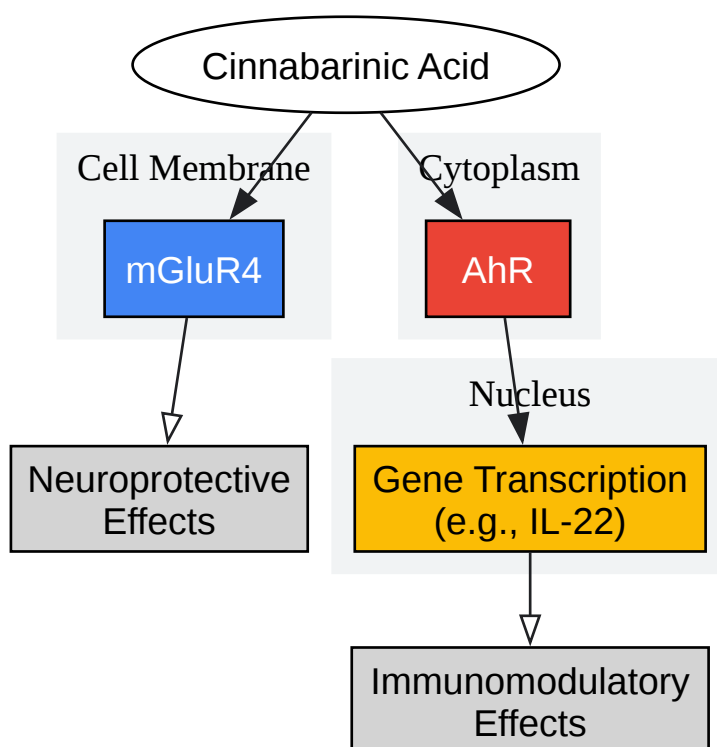 Cinnabarinic Acid
Cell Membrane
Cytoplasm
mGluR4
AhR
Nucleus
Neuroprotective
Effects
Gene Transcription
(e.g., IL-22)
Immunomodulatory
Effects